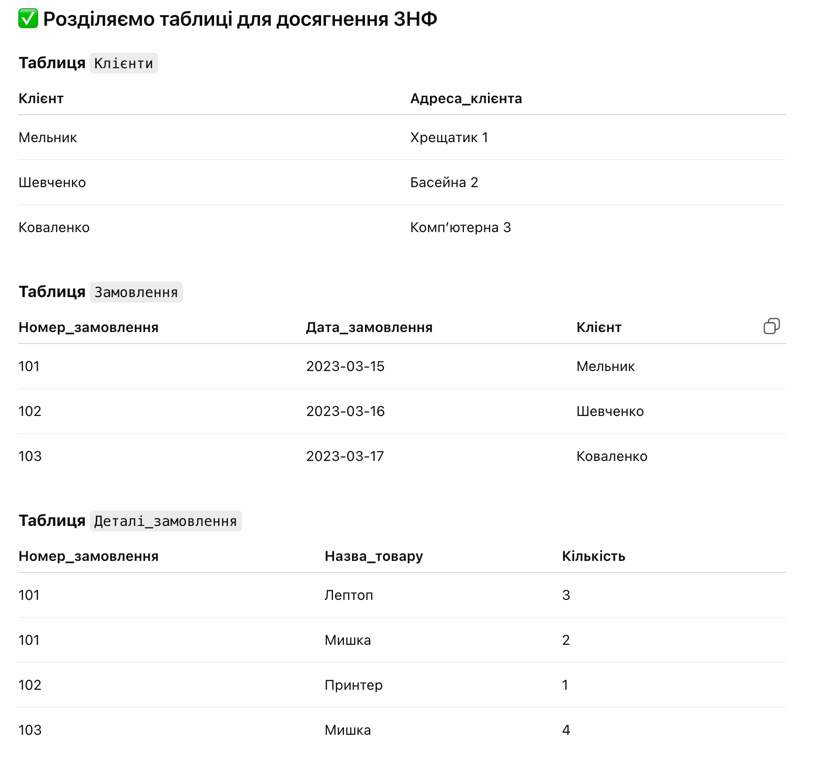 ✅ Розділяємо таблиці для досягнення 3НФ
Таблиця Клієнти
Клієнт Адреса_клієнта
Мельник Хрещатик 1
Шевченко Басейна 2
Коваленко Комп’ютерна 3
Таблиця Замовлення
Номер_замовлення Дата_замовлення Клієнт
101 2023-03-15 Мельник
102 2023-03-16 Шевченко
103 2023-03-17 Коваленко
Таблиця Деталі_замовлення
Номер_замовлення Назва_товару Кількість
101 Лептоп 3
101 Мишка 2
102 Принтер 1
103 Мишка 4